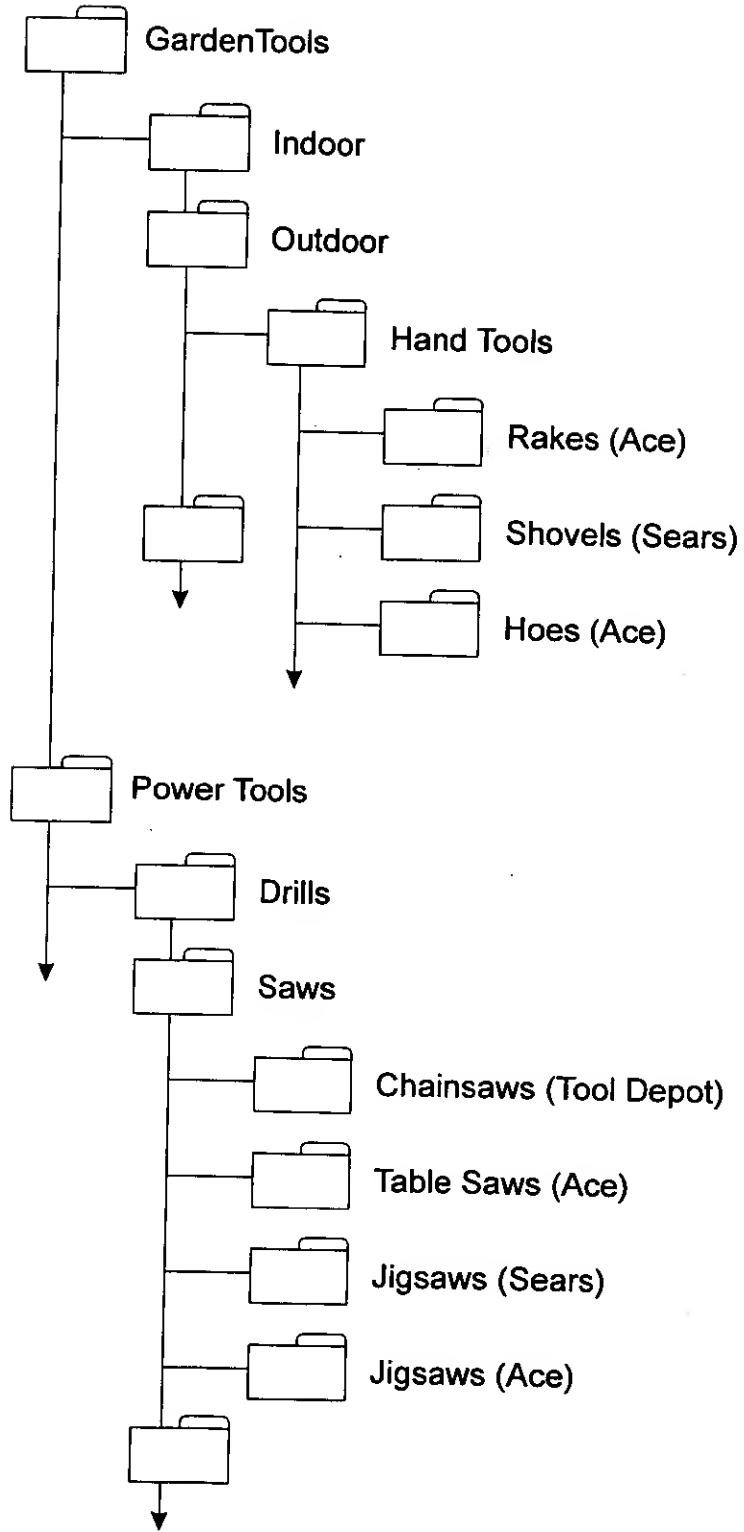 GardenTools
Indoor
Outdoor
Hand Tools
Rakes (Ace)
Shovels (Sears)
Hoes (Ace)
Power Tools
Drills
Saws
Chainsaws (Tool Depot)
Table Saws (Ace)
Jigsaws (Sears)
Jigsaws (Ace)